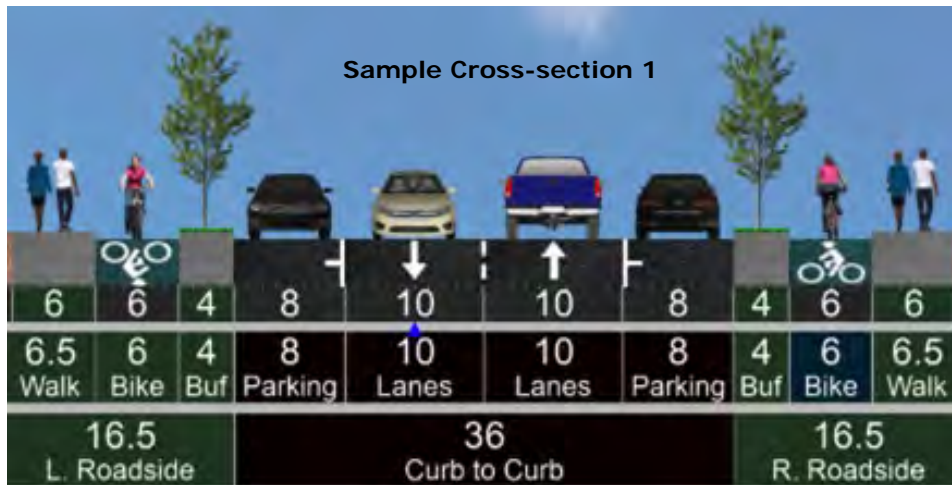 Sample Cross-section 1
6 6 4 8 10 10 8 4 6 6
6.5 6 4 8 10 10 8 4 6 6.5
Walk Bike Buf Parking Lanes Lanes Parking Buf Bike Walk
16.5 36 16.5
L. Roadside Curb to Curb R. Roadside